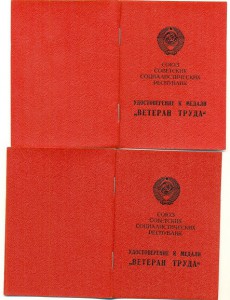 СОЮЗ
СОВЕТСКИХ
СОЦИАЛИСТИЧЕСКИХ
РЕСПУБЛИК
УДОСТОВЕРЕНИЕ К МЕДАЛИ
„ВЕТЕРАН ТРУДА“
СОЮЗ
СОВЕТСКИХ
СОЦИАЛИСТИЧЕСКИХ
РЕСПУБЛИК
УДОСТОВЕРЕНИЕ К МЕДАЛИ
„ВЕТЕРАН ТРУДА“